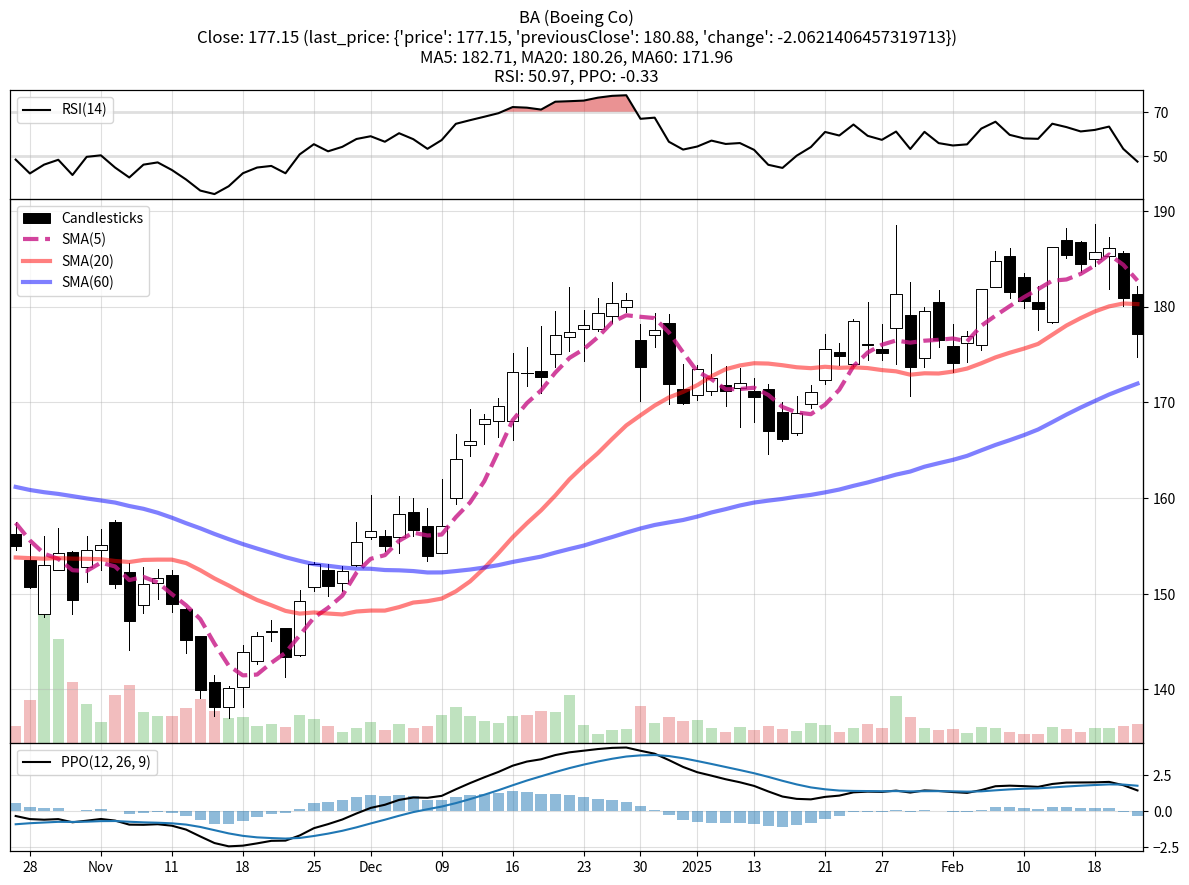 BA (Boeing Co)
Close: 177.15 (last_price: {'price': 177.15, 'previousClose': 180.88, 'change': -2.0621406457319713})
MA5: 182.71, MA20: 180.26, MA60: 171.96
RSI: 50.97, PPO: -0.33
RSI(14)
70
50
Candlesticks
SMA(5)
SMA(20)
SMA(60)
190
180
170
160
150
140
PPO(12, 26, 9)
2.5
0.0
−2.5
28 Nov 11 18 25 Dec 09 16 23 30 2025 13 21 27 Feb 10 18